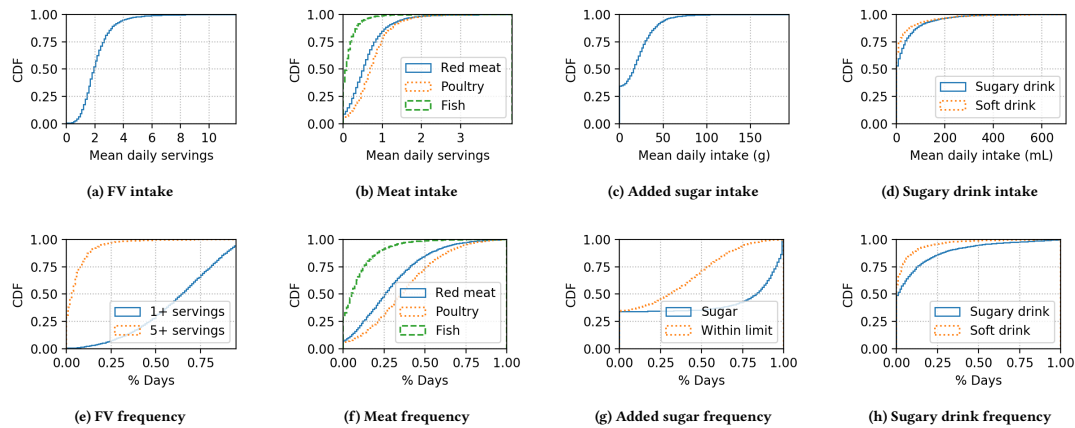 CDF
1.00
0.75
0.50
0.25
0.00
0 2 4 6 8 10
Mean daily servings
(a) FV intake
CDF
1.00
0.75
0.50
0.25
0.00
Red meat
Poultry
Fish
0 1 2 3
Mean daily servings
(b) Meat intake
CDF
1.00
0.75
0.50
0.25
0.00
0 50 100 150
Mean daily intake (g)
(c) Added sugar intake
CDF
1.00
0.75
0.50
0.25
0.00
Sugary drink
Soft drink
0 200 400 600
Mean daily intake (mL)
(d) Sugary drink intake
CDF
1.00
0.75
0.50
0.25
0.00
1+ servings
5+ servings
0.00 0.25 0.50 0.75
% Days
(e) FV frequency
CDF
1.00
0.75
0.50
0.25
0.00
Red meat
Poultry
Fish
0.00 0.25 0.50 0.75 1.00
% Days
(f) Meat frequency
CDF
1.00
0.75
0.50
0.25
0.00
Sugar
Within limit
0.00 0.25 0.50 0.75 1.00
% Days
(g) Added sugar frequency
CDF
1.00
0.75
0.50
0.25
0.00
Sugary drink
Soft drink
0.00 0.25 0.50 0.75 1.00
% Days
(h) Sugary drink frequency